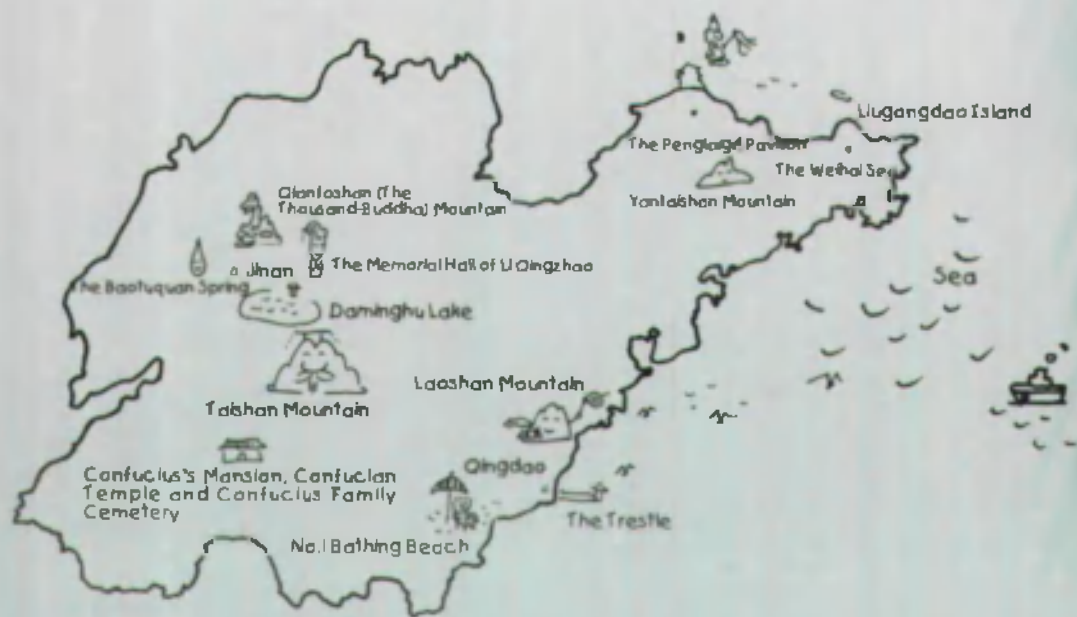 Liugangdao Island
The Penglaige Pavilion
The Weihai Sea
Yantaishan Mountain
Qianfoshan (The
Thousand-Buddha) Mountain
Jinan
The Memorial Hall of Li Qingzhao
The Baotuquan Spring
Daminghu Lake
Sea
Taishan Mountain
Laoshan Mountain
Qingdao
Confucius's Mansion, Confucian
Temple and Confucius Family
Cemetery
The Trestle
No.1 Bathing Beach